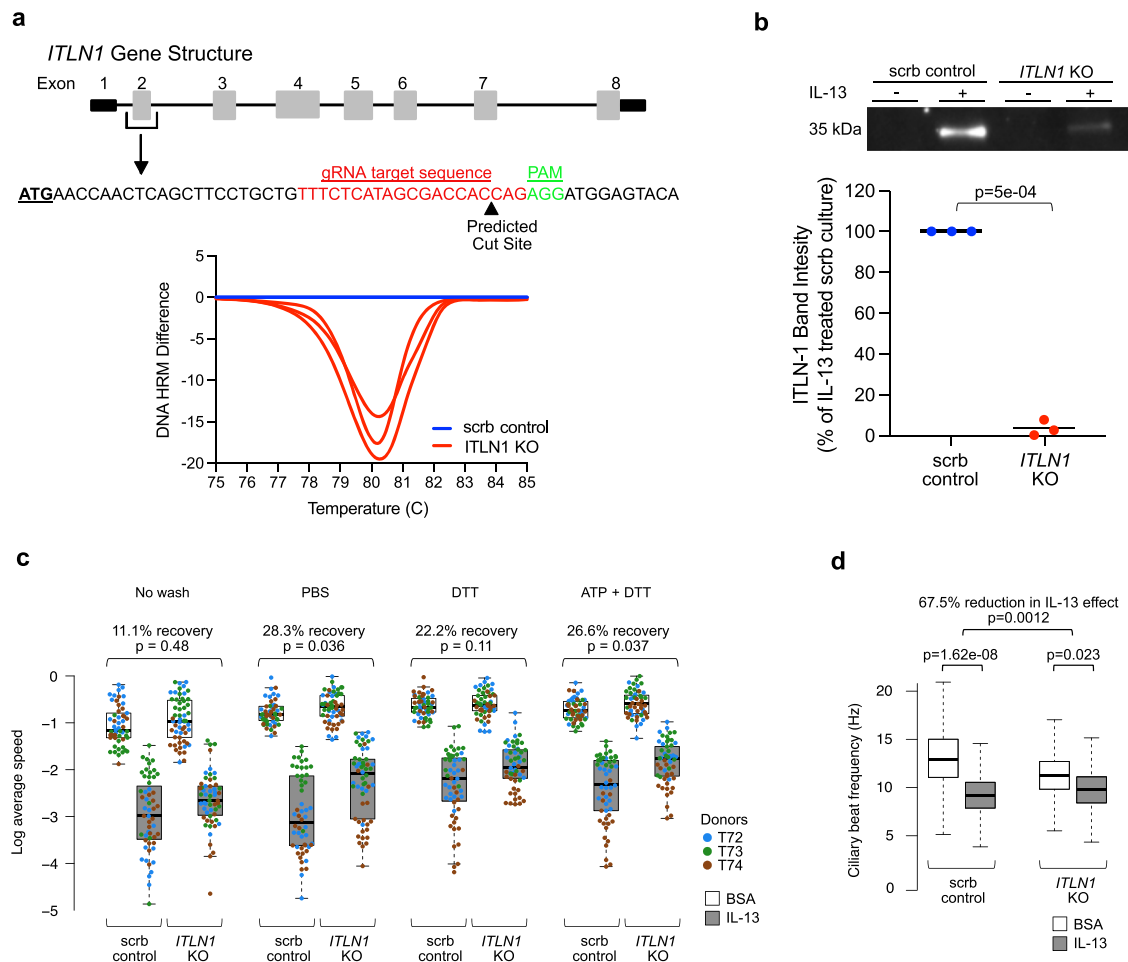 a
ITLN1 Gene Structure
Exon 1 2 3 4 5 6 7 8
gRNA target sequence PAM
ATGAACCAACTCAGCTTCCTGCTGTTTCTCATAGCGACCACCAGAGGATGGAGTACA
Predicted
Cut Site
DNA HRM Difference
5
0
-5
-10
-15
-20
scrb control
ITLN1 KO
75 76 77 78 79 80 81 82 83 84 85
Temperature (C)
b
scrb control ITLN1 KO
IL-13 - + - +
35 kDa
p=5e-04
ITLN-1 Band Intesity
(% of IL-13 treated scrb culture)
120
100
80
60
40
20
0
scrb
control
ITLN1
KO
c
No wash PBS DTT ATP + DTT
11.1% recovery 28.3% recovery 22.2% recovery 26.6% recovery
p = 0.48 p = 0.036 p = 0.11 p = 0.037
Log average speed
0
−1
−2
−3
−4
−5
scrb
control
ITLN1
KO
scrb
control
ITLN1
KO
scrb
control
ITLN1
KO
scrb
control
ITLN1
KO
Donors
T72
T73
T74
BSA
IL-13
d
67.5% reduction in IL-13 effect
p=0.0012
p=1.62e-08 p=0.023
Ciliary beat frequency (Hz)
20
15
10
5
0
scrb
control
ITLN1
KO
BSA
IL-13